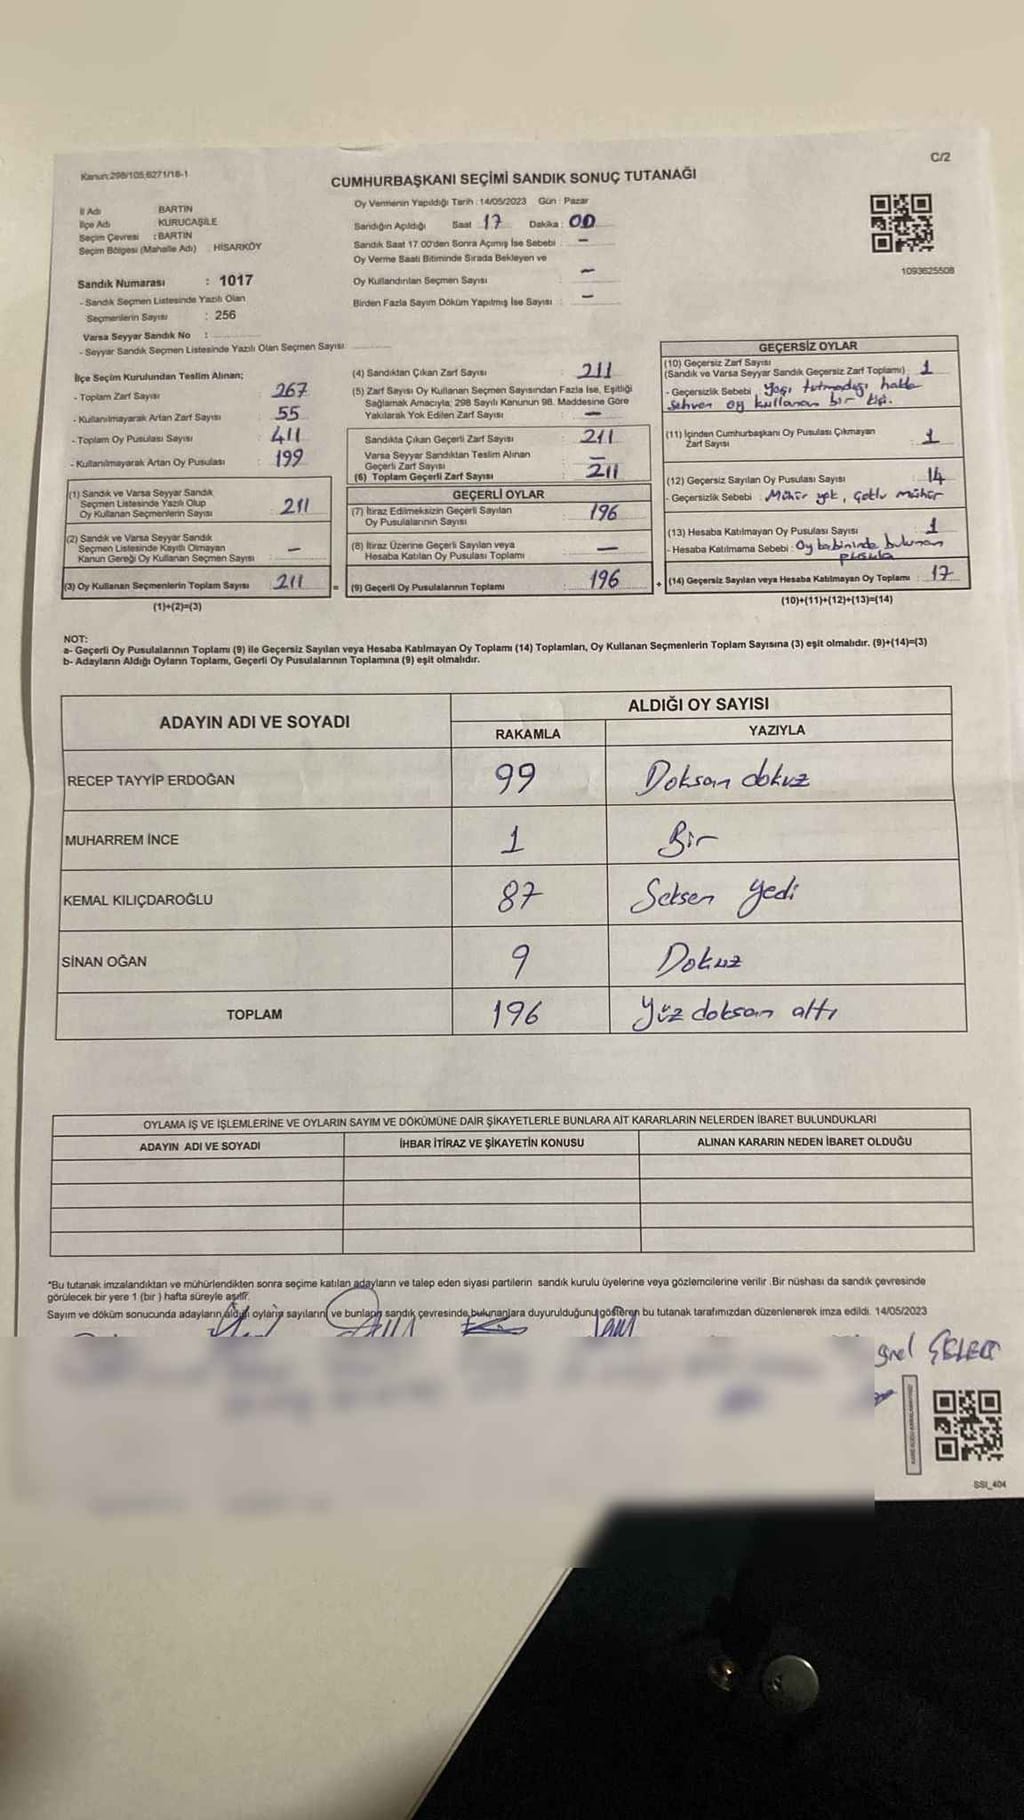 C/2
Kanun:298/105,6271/18-1
CUMHURBAŞKANI SEÇİMİ SANDIK SONUÇ TUTANAĞI
İl Adı BARTIN
İlçe Adı KURUCAŞİLE
Seçim Çevresi : BARTIN
Seçim Bölgesi (Mahalle Adı) : HİSARKÖY
Sandık Numarası : 1017
- Sandık Seçmen Listesinde Yazılı Olan
Seçmenlerin Sayısı : 256
Varsa Seyyar Sandık No :
- Seyyar Sandık Seçmen Listesinde Yazılı Olan Seçmen Sayısı
Oy Vermenin Yapıldığı Tarih : 14/05/2023 Gün : Pazar
Sandığın Açıldığı Saat 17 Dakika : 00
Sandık Saat 17.00'den Sonra Açımış İse Sebebi : -
Oy Verme Saati Bitiminde Sırada Bekleyen ve
Oy Kullandırılan Seçmen Sayısı -
Birden Fazla Sayım Döküm Yapılmış İse Sayısı : -
1093625508
İlçe Seçim Kurulundan Teslim Alınan;
- Toplam Zarf Sayısı : 267
- Kullanılmayarak Artan Zarf Sayısı : 55
- Toplam Oy Pusulası Sayısı : 411
- Kullanılmayarak Artan Oy Pusulası : 199
(1) Sandık ve Varsa Seyyar Sandık
Seçmen Listesinde Yazılı Olup
Oy Kullanan Seçmenlerin Sayısı : 211
(2) Sandık ve Varsa Seyyar Sandık
Seçmen Listesinde Kayıtlı Olmayan
Kanun Gereği Oy Kullanan Seçmen Sayısı : -
(3) Oy Kullanan Seçmenlerin Toplam Sayısı : 211
(1)+(2)=(3)
(4) Sandıktan Çıkan Zarf Sayısı : 211
(5) Zarf Sayısı Oy Kullanan Seçmen Sayısından Fazla İse, Eşitliği
Sağlamak Amacıyla; 298 Sayılı Kanunun 98. Maddesine Göre
Yakılarak Yok Edilen Zarf Sayısı : -
Sandıkta Çıkan Geçerli Zarf Sayısı : 211
Varsa Seyyar Sandıktan Teslim Alınan
Geçerli Zarf Sayısı : -
(6) Toplam Geçerli Zarf Sayısı : 211
GEÇERLİ OYLAR
(7) İtiraz Edilmeksizin Geçerli Sayılan
Oy Pusulalarının Sayısı : 196
(8) İtiraz Üzerine Geçerli Sayılan veya
Hesaba Katılan Oy Pusulası Toplamı : -
= (9) Geçerli Oy Pusulalarının Toplamı : 196
GEÇERSİZ OYLAR
(10) Geçersiz Zarf Sayısı
(Sandık ve Varsa Seyyar Sandık Geçersiz Zarf Toplamı) : 1
- Geçersizlik Sebebi : Yaşı tutmadığı halde
sehven oy kullanan bir kişi.
(11) İçinden Cumhurbaşkanı Oy Pusulası Çıkmayan
Zarf Sayısı : 1
(12) Geçersiz Sayılan Oy Pusulası Sayısı : 14
- Geçersizlik Sebebi : Mühür yok, çoklu mühür
(13) Hesaba Katılmayan Oy Pusulası Sayısı : 1
- Hesaba Katılmama Sebebi : Oy kabininde bulunan
pusula
+ (14) Geçersiz Sayılan veya Hesaba Katılmayan Oy Toplamı : 17
(10)+(11)+(12)+(13)=(14)
NOT:
a- Geçerli Oy Pusulalarının Toplamı (9) ile Geçersiz Sayılan veya Hesaba Katılmayan Oy Toplamı (14) Toplamları, Oy Kullanan Seçmenlerin Toplam Sayısına (3) eşit olmalıdır. (9)+(14)=(3)
b- Adayların Aldığı Oyların Toplamı, Geçerli Oy Pusulalarının Toplamına (9) eşit olmalıdır.
ADAYIN ADI VE SOYADI
ALDIĞI OY SAYISI
RAKAMLA YAZIYLA
RECEP TAYYİP ERDOĞAN 99 Doksan dokuz
MUHARREM İNCE 1 Bir
KEMAL KILIÇDAROĞLU 87 Seksen yedi
SİNAN OĞAN 9 Dokuz
TOPLAM 196 Yüz doksan altı
OYLAMA İŞ VE İŞLEMLERİNE VE OYLARIN SAYIM VE DÖKÜMÜNE DAİR ŞİKAYETLERLE BUNLARA AİT KARARLARIN NELERDEN İBARET BULUNDUKLARI
ADAYIN ADI VE SOYADI İHBAR İTİRAZ VE ŞİKAYETİN KONUSU ALINAN KARARIN NEDEN İBARET OLDUĞU
*Bu tutanak imzalandıktan ve mühürlendikten sonra seçime katılan adayların ve talep eden siyasi partilerin sandık kurulu üyelerine veya gözlemcilerine verilir .Bir nüshası da sandık çevresinde
görülecek bir yere 1 (bir ) hafta süreyle asılır.
Sayım ve döküm sonucunda adayların aldığı oyların sayıların ve bunların sandık çevresinde bulunanlara duyurulduğunu gösteren bu tutanak tarafımızdan düzenlenerek imza edildi. 14/05/2023
SSI_404